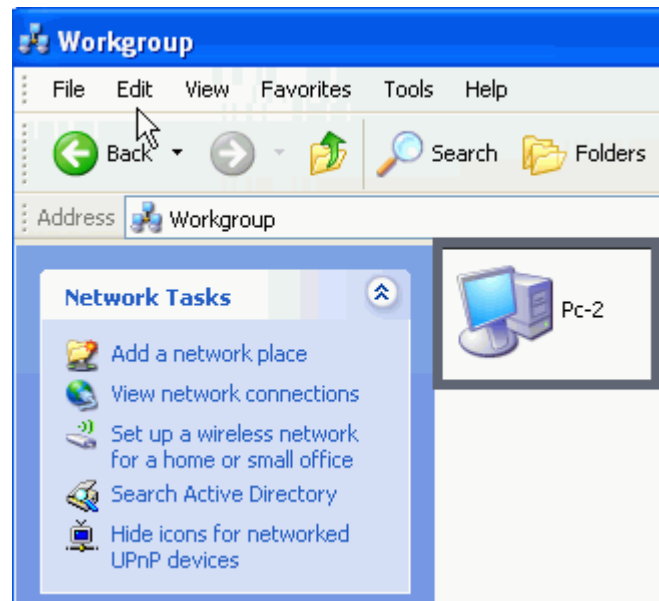 Workgroup
File Edit View Favorites Tools Help
Back Search Folders
Address Workgroup
Network Tasks
Pc-2
Add a network place
View network connections
Set up a wireless network
for a home or small office
Search Active Directory
Hide icons for networked
UPnP devices